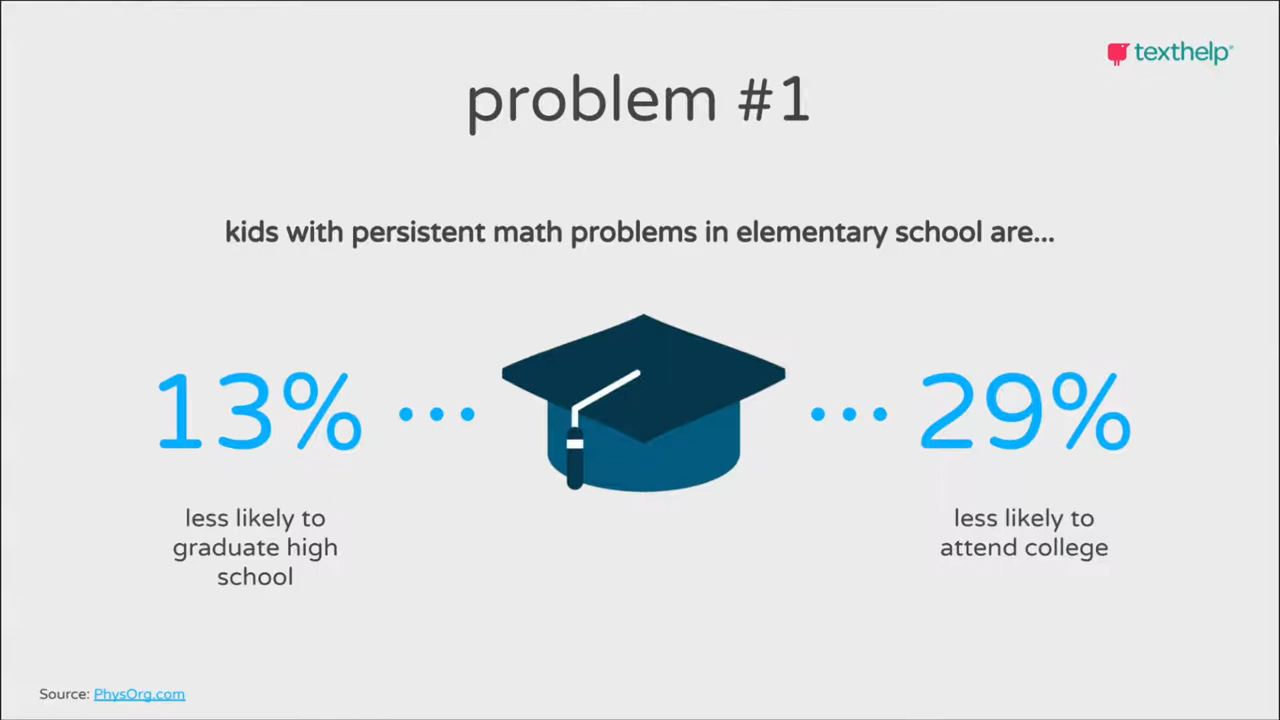 texthelp®
problem #1
kids with persistent math problems in elementary school are...
13%
less likely to
graduate high
school
29%
less likely to
attend college
Source: PhysOrg.com